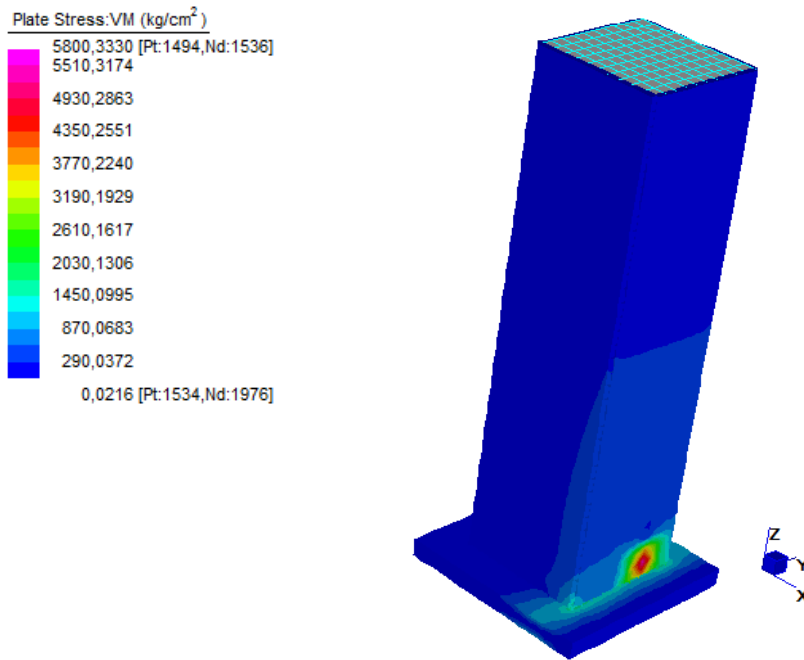 Plate Stress:VM (kg/cm²)
5800,3330 [Pt:1494,Nd:1536]
5510,3174
4930,2863
4350,2551
3770,2240
3190,1929
2610,1617
2030,1306
1450,0995
870,0683
290,0372
0,0216 [Pt:1534,Nd:1976]
Z
Y
X